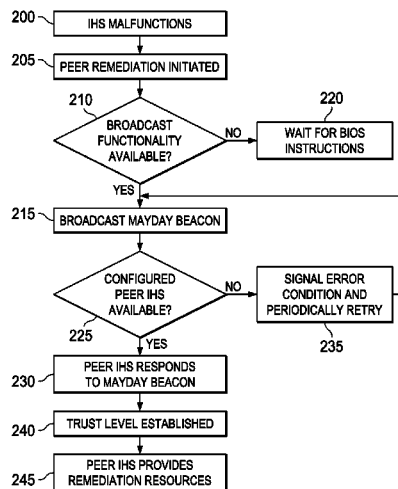 200
IHS MALFUNCTIONS
205
PEER REMEDIATION INITIATED
210
BROADCAST
FUNCTIONALITY
AVAILABLE?
NO
220
WAIT FOR BIOS
INSTRUCTIONS
YES
215
BROADCAST MAYDAY BEACON
CONFIGURED
PEER IHS
AVAILABLE?
225
NO
SIGNAL ERROR
CONDITION AND
PERIODICALLY RETRY
235
YES
230
PEER IHS RESPONDS
TO MAYDAY BEACON
240
TRUST LEVEL ESTABLISHED
245
PEER IHS PROVIDES
REMEDIATION RESOURCES